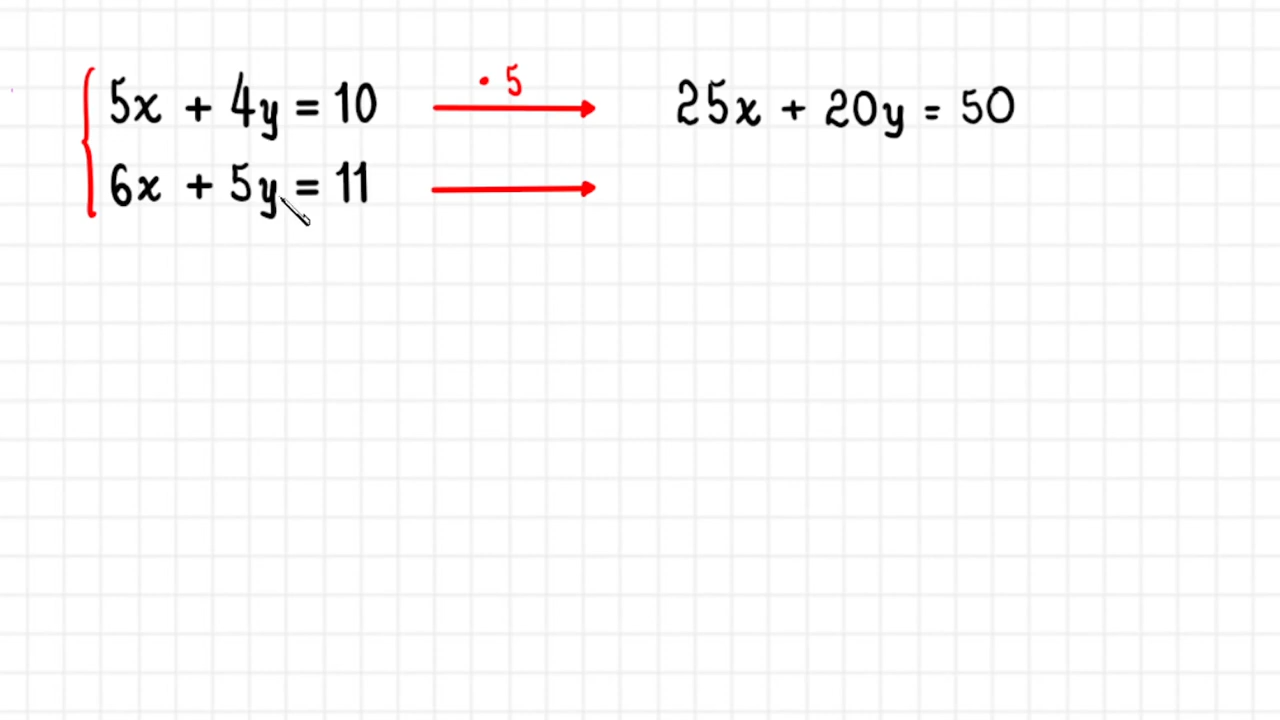 5x + 4y = 10 · 5 25x + 20y = 50
6x + 5y = 11